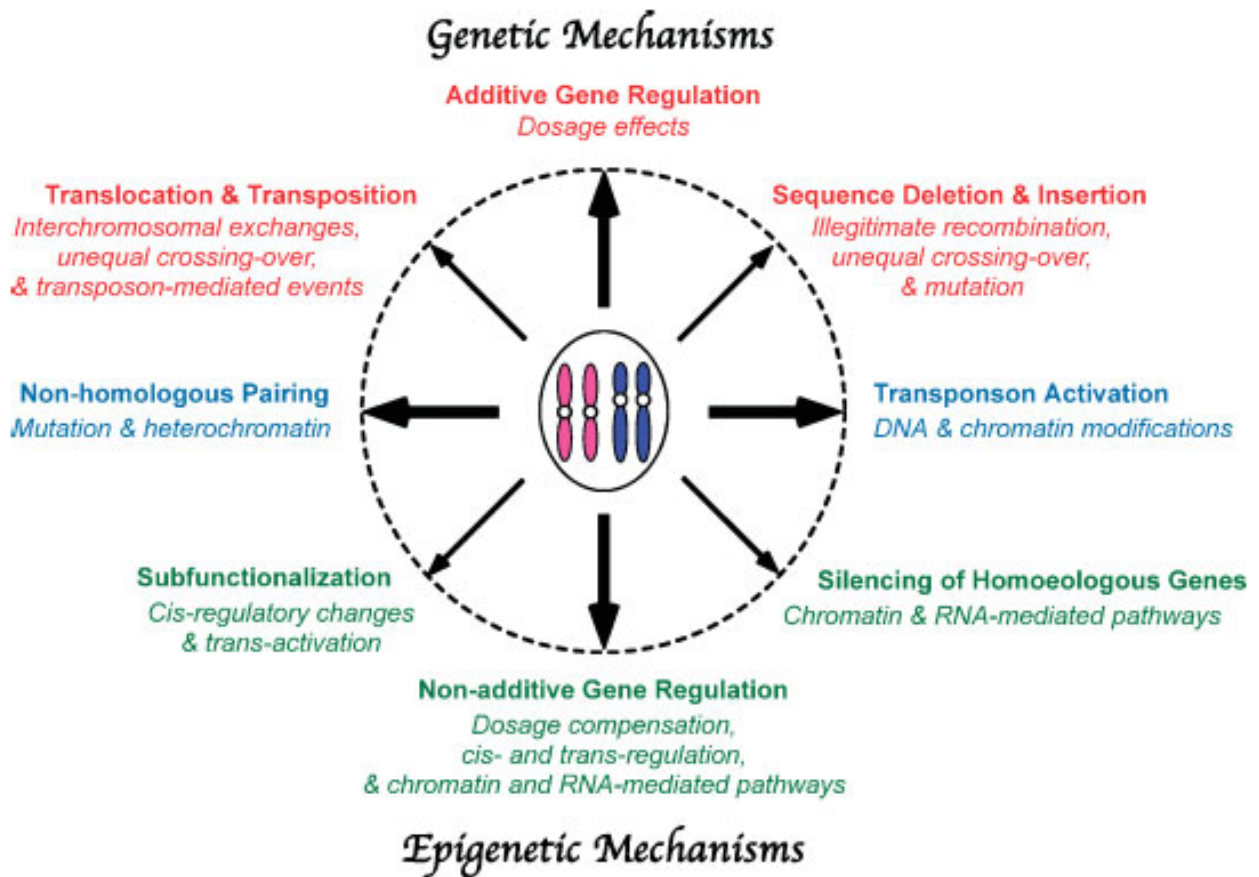 Genetic Mechanisms
Additive Gene Regulation
Dosage effects
Translocation & Transposition
Interchromosomal exchanges,
unequal crossing-over,
& transposon-mediated events
Sequence Deletion & Insertion
Illegitimate recombination,
unequal crossing-over,
& mutation
Non-homologous Pairing
Mutation & heterochromatin
Transponson Activation
DNA & chromatin modifications
Subfunctionalization
Cis-regulatory changes
& trans-activation
Silencing of Homoeologous Genes
Chromatin & RNA-mediated pathways
Non-additive Gene Regulation
Dosage compensation,
cis- and trans-regulation,
& chromatin and RNA-mediated pathways
Epigenetic Mechanisms